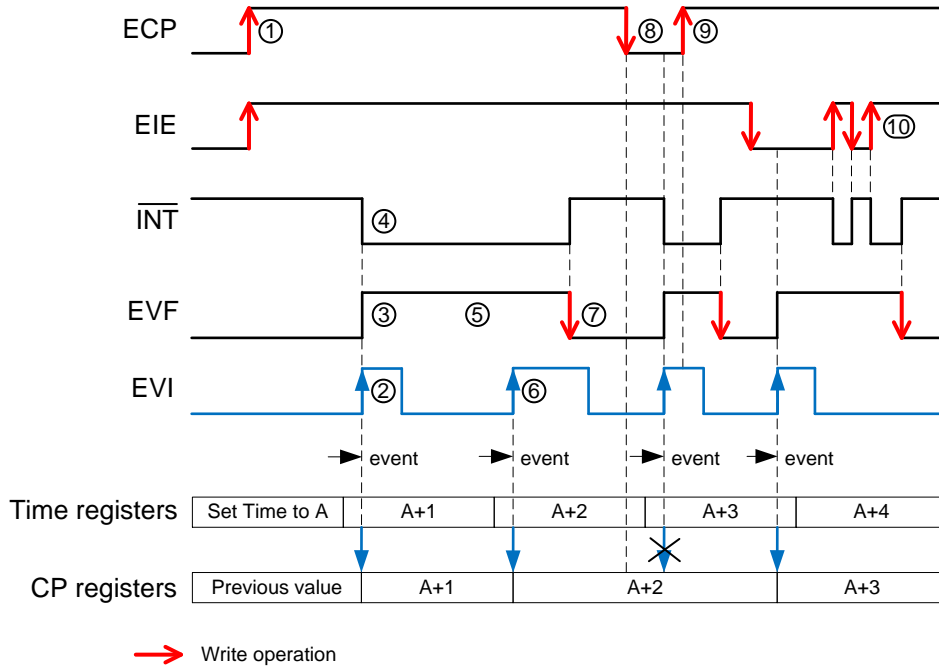 ECP ① ⑧ ⑨
EIE ⑩
INT ④
EVF ③ ⑤ ⑦
EVI ② ⑥
event event event event
Time registers Set Time to A A+1 A+2 A+3 A+4
CP registers Previous value A+1 A+2 A+3
Write operation